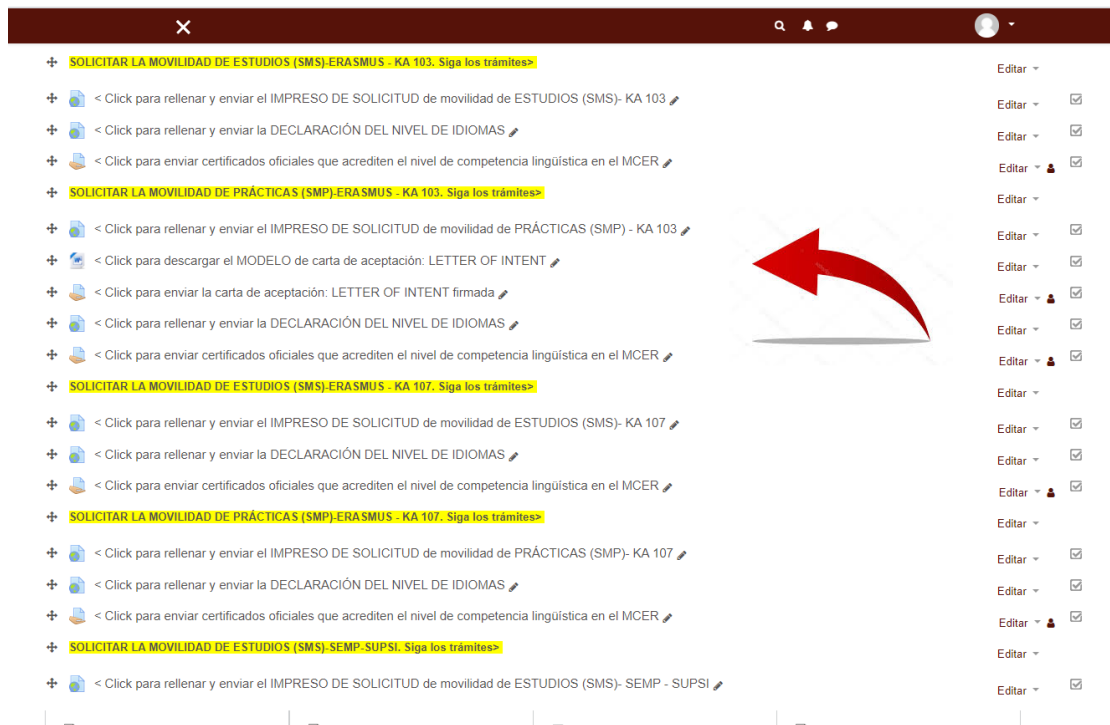 SOLICITAR LA MOVILIDAD DE ESTUDIOS (SMS)-ERASMUS - KA 103. Siga los trámites> Editar
< Click para rellenar y enviar el IMPRESO DE SOLICITUD de movilidad de ESTUDIOS (SMS)- KA 103 Editar
< Click para rellenar y enviar la DECLARACIÓN DEL NIVEL DE IDIOMAS Editar
< Click para enviar certificados oficiales que acrediten el nivel de competencia lingüística en el MCER Editar
SOLICITAR LA MOVILIDAD DE PRÁCTICAS (SMP)-ERASMUS - KA 103. Siga los trámites> Editar
< Click para rellenar y enviar el IMPRESO DE SOLICITUD de movilidad de PRÁCTICAS (SMP) - KA 103 Editar
< Click para descargar el MODELO de carta de aceptación: LETTER OF INTENT Editar
< Click para enviar la carta de aceptación: LETTER OF INTENT firmada Editar
< Click para rellenar y enviar la DECLARACIÓN DEL NIVEL DE IDIOMAS Editar
< Click para enviar certificados oficiales que acrediten el nivel de competencia lingüística en el MCER Editar
SOLICITAR LA MOVILIDAD DE ESTUDIOS (SMS)-ERASMUS - KA 107. Siga los trámites> Editar
< Click para rellenar y enviar el IMPRESO DE SOLICITUD de movilidad de ESTUDIOS (SMS)- KA 107 Editar
< Click para rellenar y enviar la DECLARACIÓN DEL NIVEL DE IDIOMAS Editar
< Click para enviar certificados oficiales que acrediten el nivel de competencia lingüística en el MCER Editar
SOLICITAR LA MOVILIDAD DE PRÁCTICAS (SMP)-ERASMUS - KA 107. Siga los trámites> Editar
< Click para rellenar y enviar el IMPRESO DE SOLICITUD de movilidad de PRÁCTICAS (SMP)- KA 107 Editar
< Click para rellenar y enviar la DECLARACIÓN DEL NIVEL DE IDIOMAS Editar
< Click para enviar certificados oficiales que acrediten el nivel de competencia lingüística en el MCER Editar
SOLICITAR LA MOVILIDAD DE ESTUDIOS (SMS)-SEMP-SUPSI. Siga los trámites> Editar
< Click para rellenar y enviar el IMPRESO DE SOLICITUD de movilidad de ESTUDIOS (SMS)- SEMP - SUPSI Editar